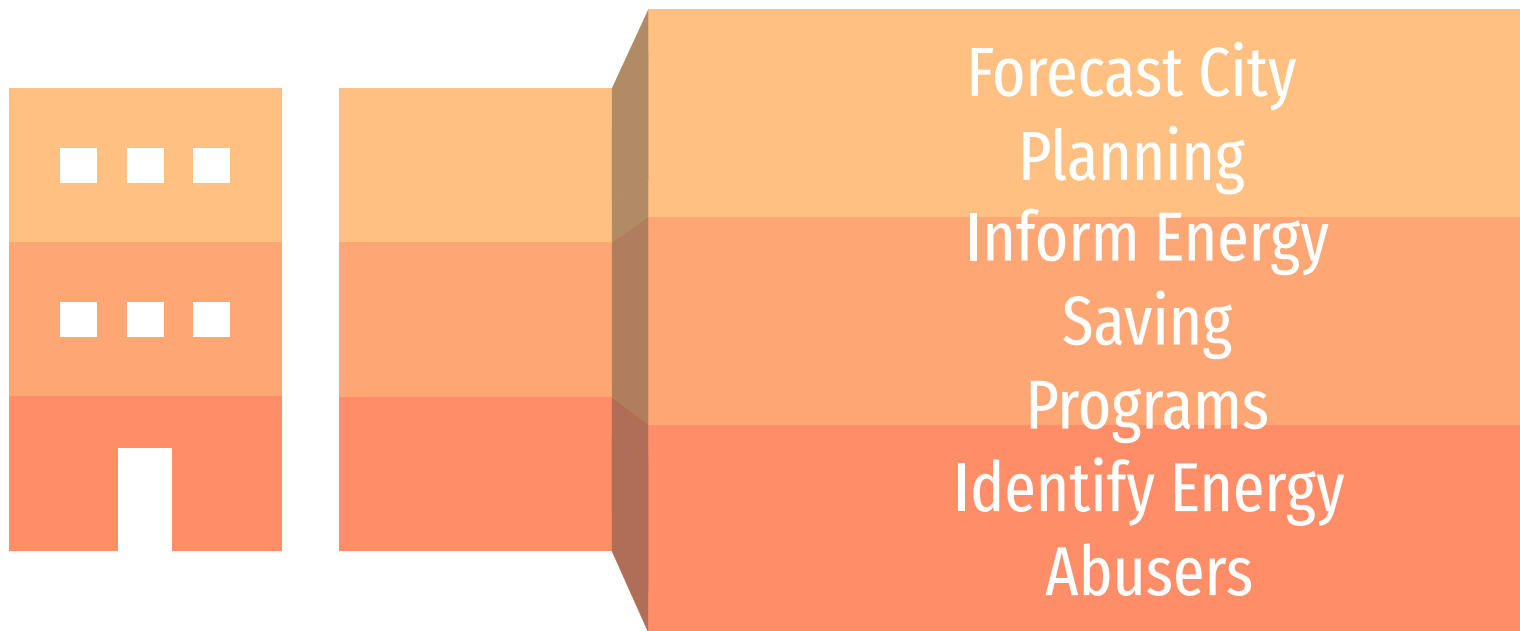 Forecast City
Planning
Inform Energy
Saving
Programs
Identify Energy
Abusers